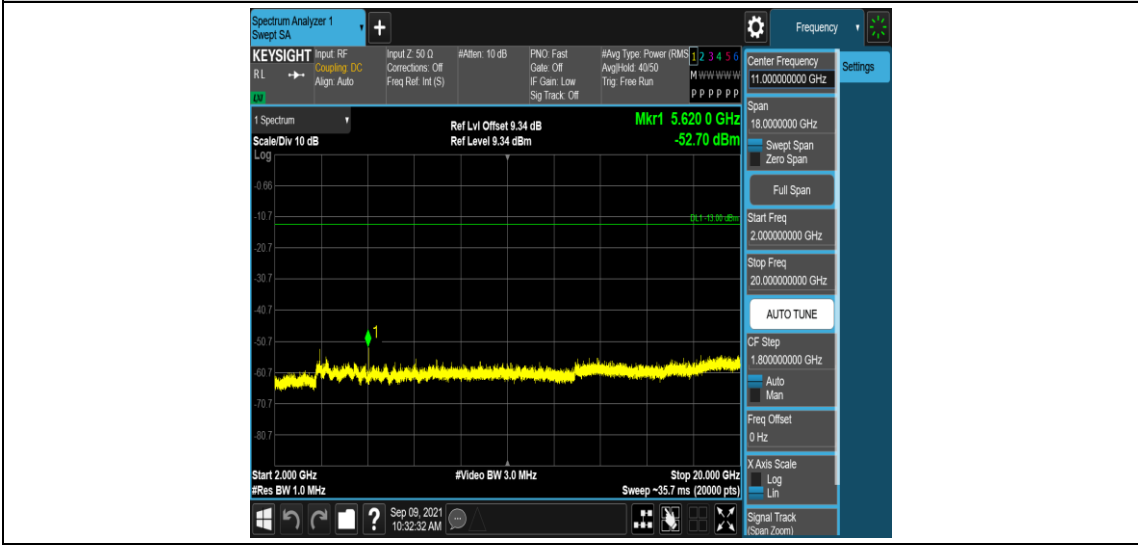 Spectrum Analyzer 1
Swept SA
+
Frequency
KEYSIGHT
RL
LNI
Input: RF
Coupling: DC
Align: Auto
Input Z: 50 Ω
Corrections: Off
Freq Ref: Int (S)
#Atten: 10 dB
PNO: Fast
Gate: Off
IF Gain: Low
Sig Track: Off
#Avg Type: Power (RMS
Avg|Hold: 40/50
Trig: Free Run
1 2 3 4 5 6
M W W W W W
P P P P P P
1 Spectrum
Scale/Div 10 dB
Log
Ref Lvl Offset 9.34 dB
Ref Level 9.34 dBm
Mkr1 5.620 0 GHz
-52.70 dBm
-0.66
-10.7
DL1 -13.00 dBm
-20.7
-30.7
-40.7
1
-50.7
-60.7
-70.7
-80.7
Start 2.000 GHz
#Res BW 1.0 MHz
#Video BW 3.0 MHz
Stop 20.000 GHz
Sweep ~35.7 ms (20000 pts)
Center Frequency
11.000000000 GHz
Settings
Span
18.0000000 GHz
Swept Span
Zero Span
Full Span
Start Freq
2.000000000 GHz
Stop Freq
20.000000000 GHz
AUTO TUNE
CF Step
1.800000000 GHz
Auto
Man
Freq Offset
0 Hz
X Axis Scale
Log
Lin
Signal Track
(Span Zoom)
?
Sep 09, 2021
10:32:32 AM